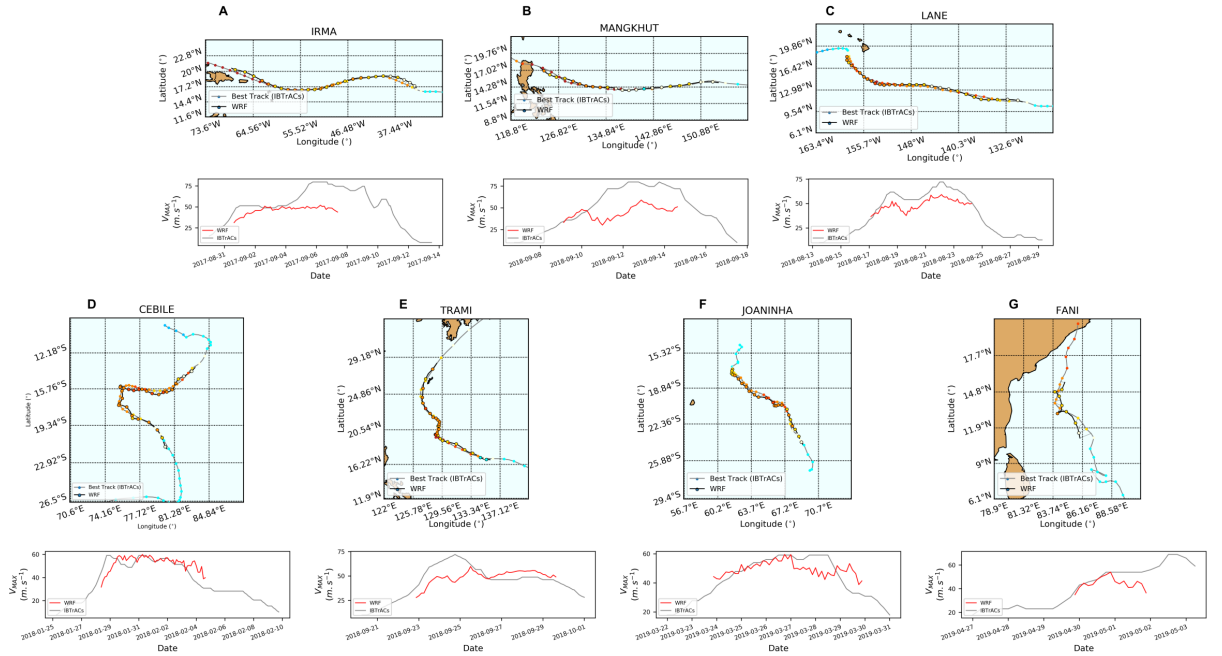 A
IRMA
22.8°N
20°N
17.2°N
14.4°N
11.6°N
Best Track (IBTrACs)
WRF
73.6°W
64.56°W
55.52°W
46.48°W
37.44°W
Longitude (°)
Latitude (°)
B
MANGKHUT
19.76°N
17.02°N
14.28°N
11.54°N
8.8°N
Best Track (IBTrACs)
WRF
118.8°E
126.82°E
134.84°E
142.86°E
150.88°E
Longitude (°)
Latitude (°)
C
LANE
19.86°N
16.42°N
12.98°N
9.54°N
6.1°N
Best Track (IBTrACs)
WRF
163.4°W
155.7°W
148°W
140.3°W
132.6°W
Longitude (°)
Latitude (°)
75
50
25
V_MAX
(m.s⁻¹)
WRF
IBTrACs
2017-08-31
2017-09-02
2017-09-04
2017-09-06
2017-09-08
2017-09-10
2017-09-12
2017-09-14
Date
75
50
25
V_MAX
(m.s⁻¹)
WRF
IBTrACs
2018-09-08
2018-09-10
2018-09-12
2018-09-14
2018-09-16
2018-09-18
Date
75
50
25
V_MAX
(m.s⁻¹)
WRF
IBTrACs
2018-08-13
2018-08-15
2018-08-17
2018-08-19
2018-08-21
2018-08-23
2018-08-25
2018-08-27
2018-08-29
Date
D
CEBILE
12.18°S
15.76°S
19.34°S
22.92°S
26.5°S
Best Track (IBTrACs)
WRF
70.6°E
74.16°E
77.72°E
81.28°E
84.84°E
Longitude (°)
Latitude (°)
E
TRAMI
29.18°N
24.86°N
20.54°N
16.22°N
11.9°N
Best Track (IBTrACs)
WRF
122°E
125.78°E
129.56°E
133.34°E
137.12°E
Longitude (°)
Latitude (°)
F
JOANINHA
15.32°S
18.84°S
22.36°S
25.88°S
29.4°S
Best Track (IBTrACs)
WRF
56.7°E
60.2°E
63.7°E
67.2°E
70.7°E
Longitude (°)
Latitude (°)
G
FANI
17.7°N
14.8°N
11.9°N
9°N
6.1°N
Best Track (IBTrACs)
WRF
78.9°E
81.32°E
83.74°E
86.16°E
88.58°E
Longitude (°)
Latitude (°)
60
40
20
V_MAX
(m.s⁻¹)
WRF
IBTrACs
2018-01-25
2018-01-27
2018-01-29
2018-01-31
2018-02-02
2018-02-04
2018-02-06
2018-02-08
2018-02-10
Date
75
50
25
V_MAX
(m.s⁻¹)
WRF
IBTrACs
2018-09-21
2018-09-23
2018-09-25
2018-09-27
2018-09-29
2018-10-01
Date
60
40
20
V_MAX
(m.s⁻¹)
WRF
IBTrACs
2019-03-22
2019-03-23
2019-03-24
2019-03-25
2019-03-26
2019-03-27
2019-03-28
2019-03-29
2019-03-30
2019-03-31
Date
60
40
20
V_MAX
(m.s⁻¹)
WRF
IBTrACs
2019-04-27
2019-04-28
2019-04-29
2019-04-30
2019-05-01
2019-05-02
2019-05-03
Date